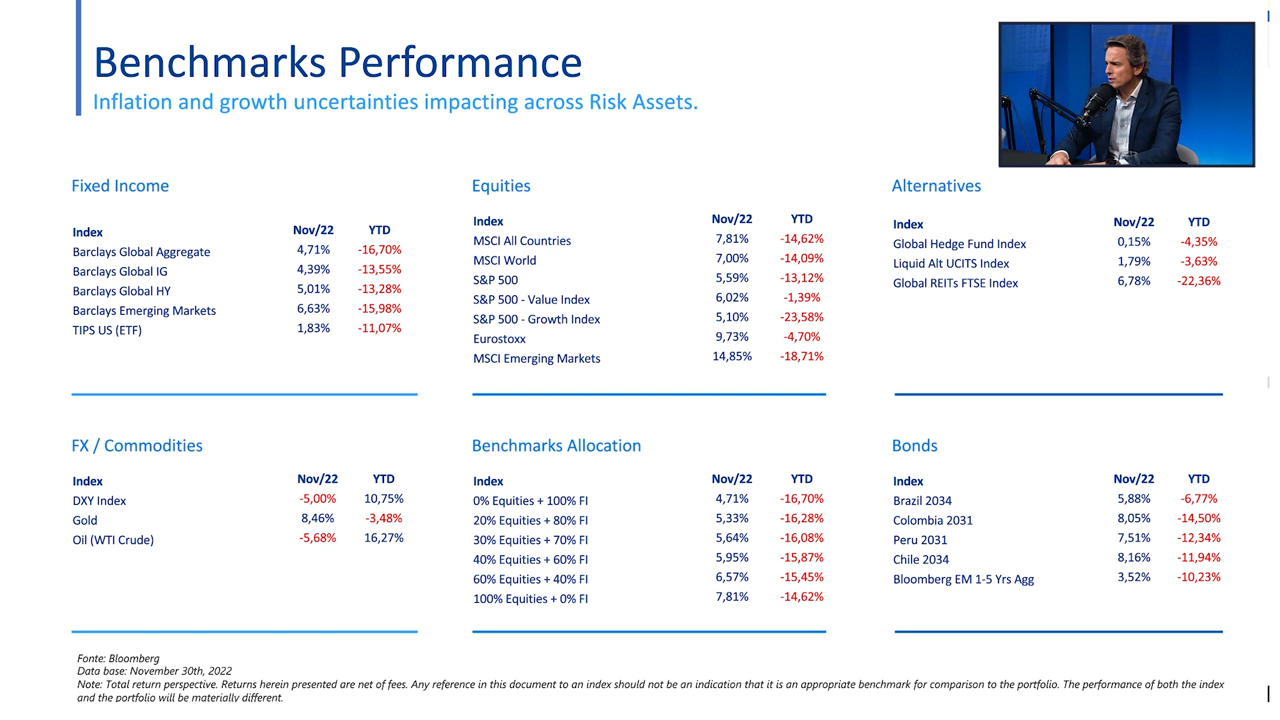 Benchmarks Performance
Inflation and growth uncertainties impacting across Risk Assets.
Fixed Income
Index Nov/22 YTD
Barclays Global Aggregate 4,71% -16,70%
Barclays Global IG 4,39% -13,55%
Barclays Global HY 5,01% -13,28%
Barclays Emerging Markets 6,63% -15,98%
TIPS US (ETF) 1,83% -11,07%
Equities
Index Nov/22 YTD
MSCI All Countries 7,81% -14,62%
MSCI World 7,00% -14,09%
S&P 500 5,59% -13,12%
S&P 500 - Value Index 6,02% -1,39%
S&P 500 - Growth Index 5,10% -23,58%
Eurostoxx 9,73% -4,70%
MSCI Emerging Markets 14,85% -18,71%
Alternatives
Index Nov/22 YTD
Global Hedge Fund Index 0,15% -4,35%
Liquid Alt UCITS Index 1,79% -3,63%
Global REITs FTSE Index 6,78% -22,36%
FX / Commodities
Index Nov/22 YTD
DXY Index -5,00% 10,75%
Gold 8,46% -3,48%
Oil (WTI Crude) -5,68% 16,27%
Benchmarks Allocation
Index Nov/22 YTD
0% Equities + 100% FI 4,71% -16,70%
20% Equities + 80% FI 5,33% -16,28%
30% Equities + 70% FI 5,64% -16,08%
40% Equities + 60% FI 5,95% -15,87%
60% Equities + 40% FI 6,57% -15,45%
100% Equities + 0% FI 7,81% -14,62%
Bonds
Index Nov/22 YTD
Brazil 2034 5,88% -6,77%
Colombia 2031 8,05% -14,50%
Peru 2031 7,51% -12,34%
Chile 2034 8,16% -11,94%
Bloomberg EM 1-5 Yrs Agg 3,52% -10,23%
Fonte: Bloomberg
Data base: November 30th, 2022
Note: Total return perspective. Returns herein presented are net of fees. Any reference in this document to an index should not be an indication that it is an appropriate benchmark for comparison to the portfolio. The performance of both the index
and the portfolio will be materially different.